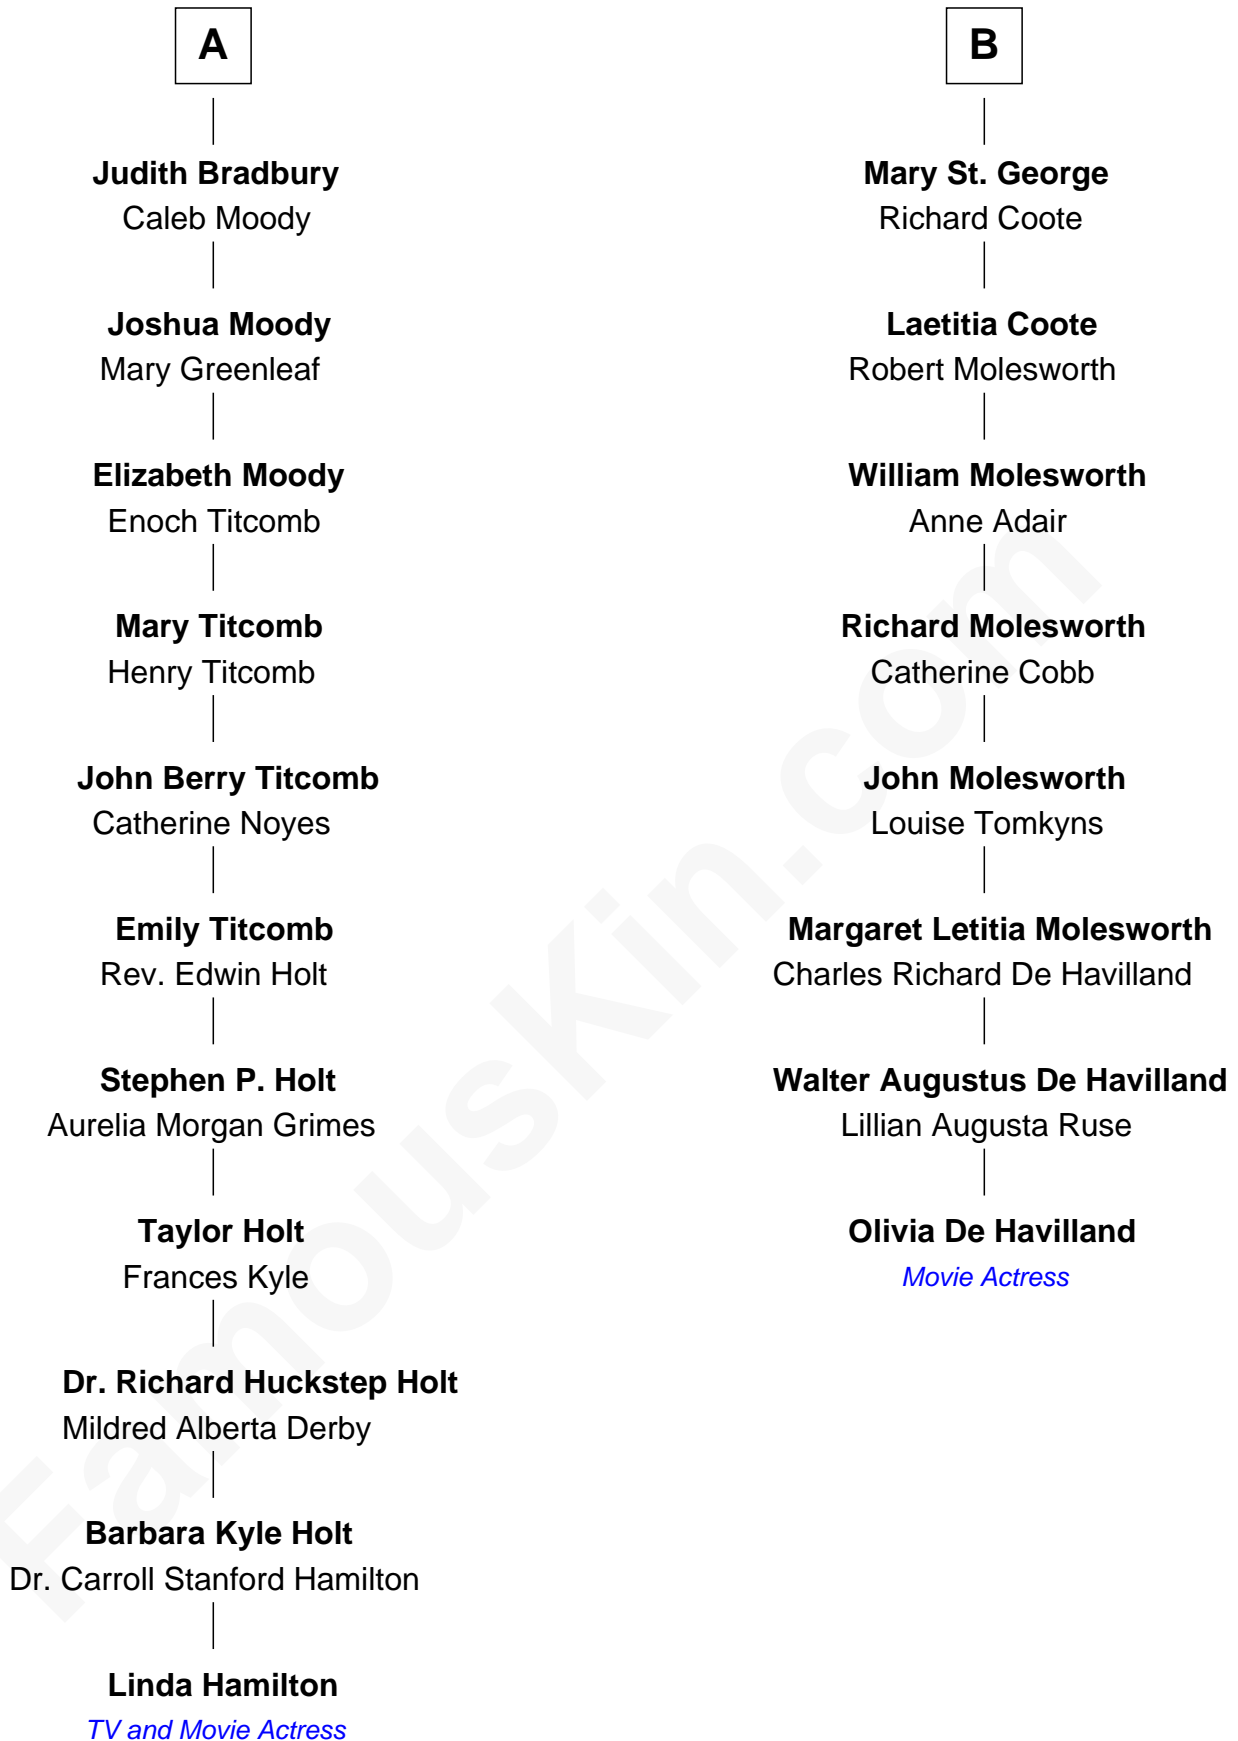 A
Judith Bradbury
Caleb Moody
Joshua Moody
Mary Greenleaf
Elizabeth Moody
Enoch Titcomb
Mary Titcomb
Henry Titcomb
John Berry Titcomb
Catherine Noyes
Emily Titcomb
Rev. Edwin Holt
Stephen P. Holt
Aurelia Morgan Grimes
Taylor Holt
Frances Kyle
Dr. Richard Huckstep Holt
Mildred Alberta Derby
Barbara Kyle Holt
Dr. Carroll Stanford Hamilton
Linda Hamilton
TV and Movie Actress
B
Mary St. George
Richard Coote
Laetitia Coote
Robert Molesworth
William Molesworth
Anne Adair
Richard Molesworth
Catherine Cobb
John Molesworth
Louise Tomkyns
Margaret Letitia Molesworth
Charles Richard De Havilland
Walter Augustus De Havilland
Lillian Augusta Ruse
Olivia De Havilland
Movie Actress
FamousKin.com